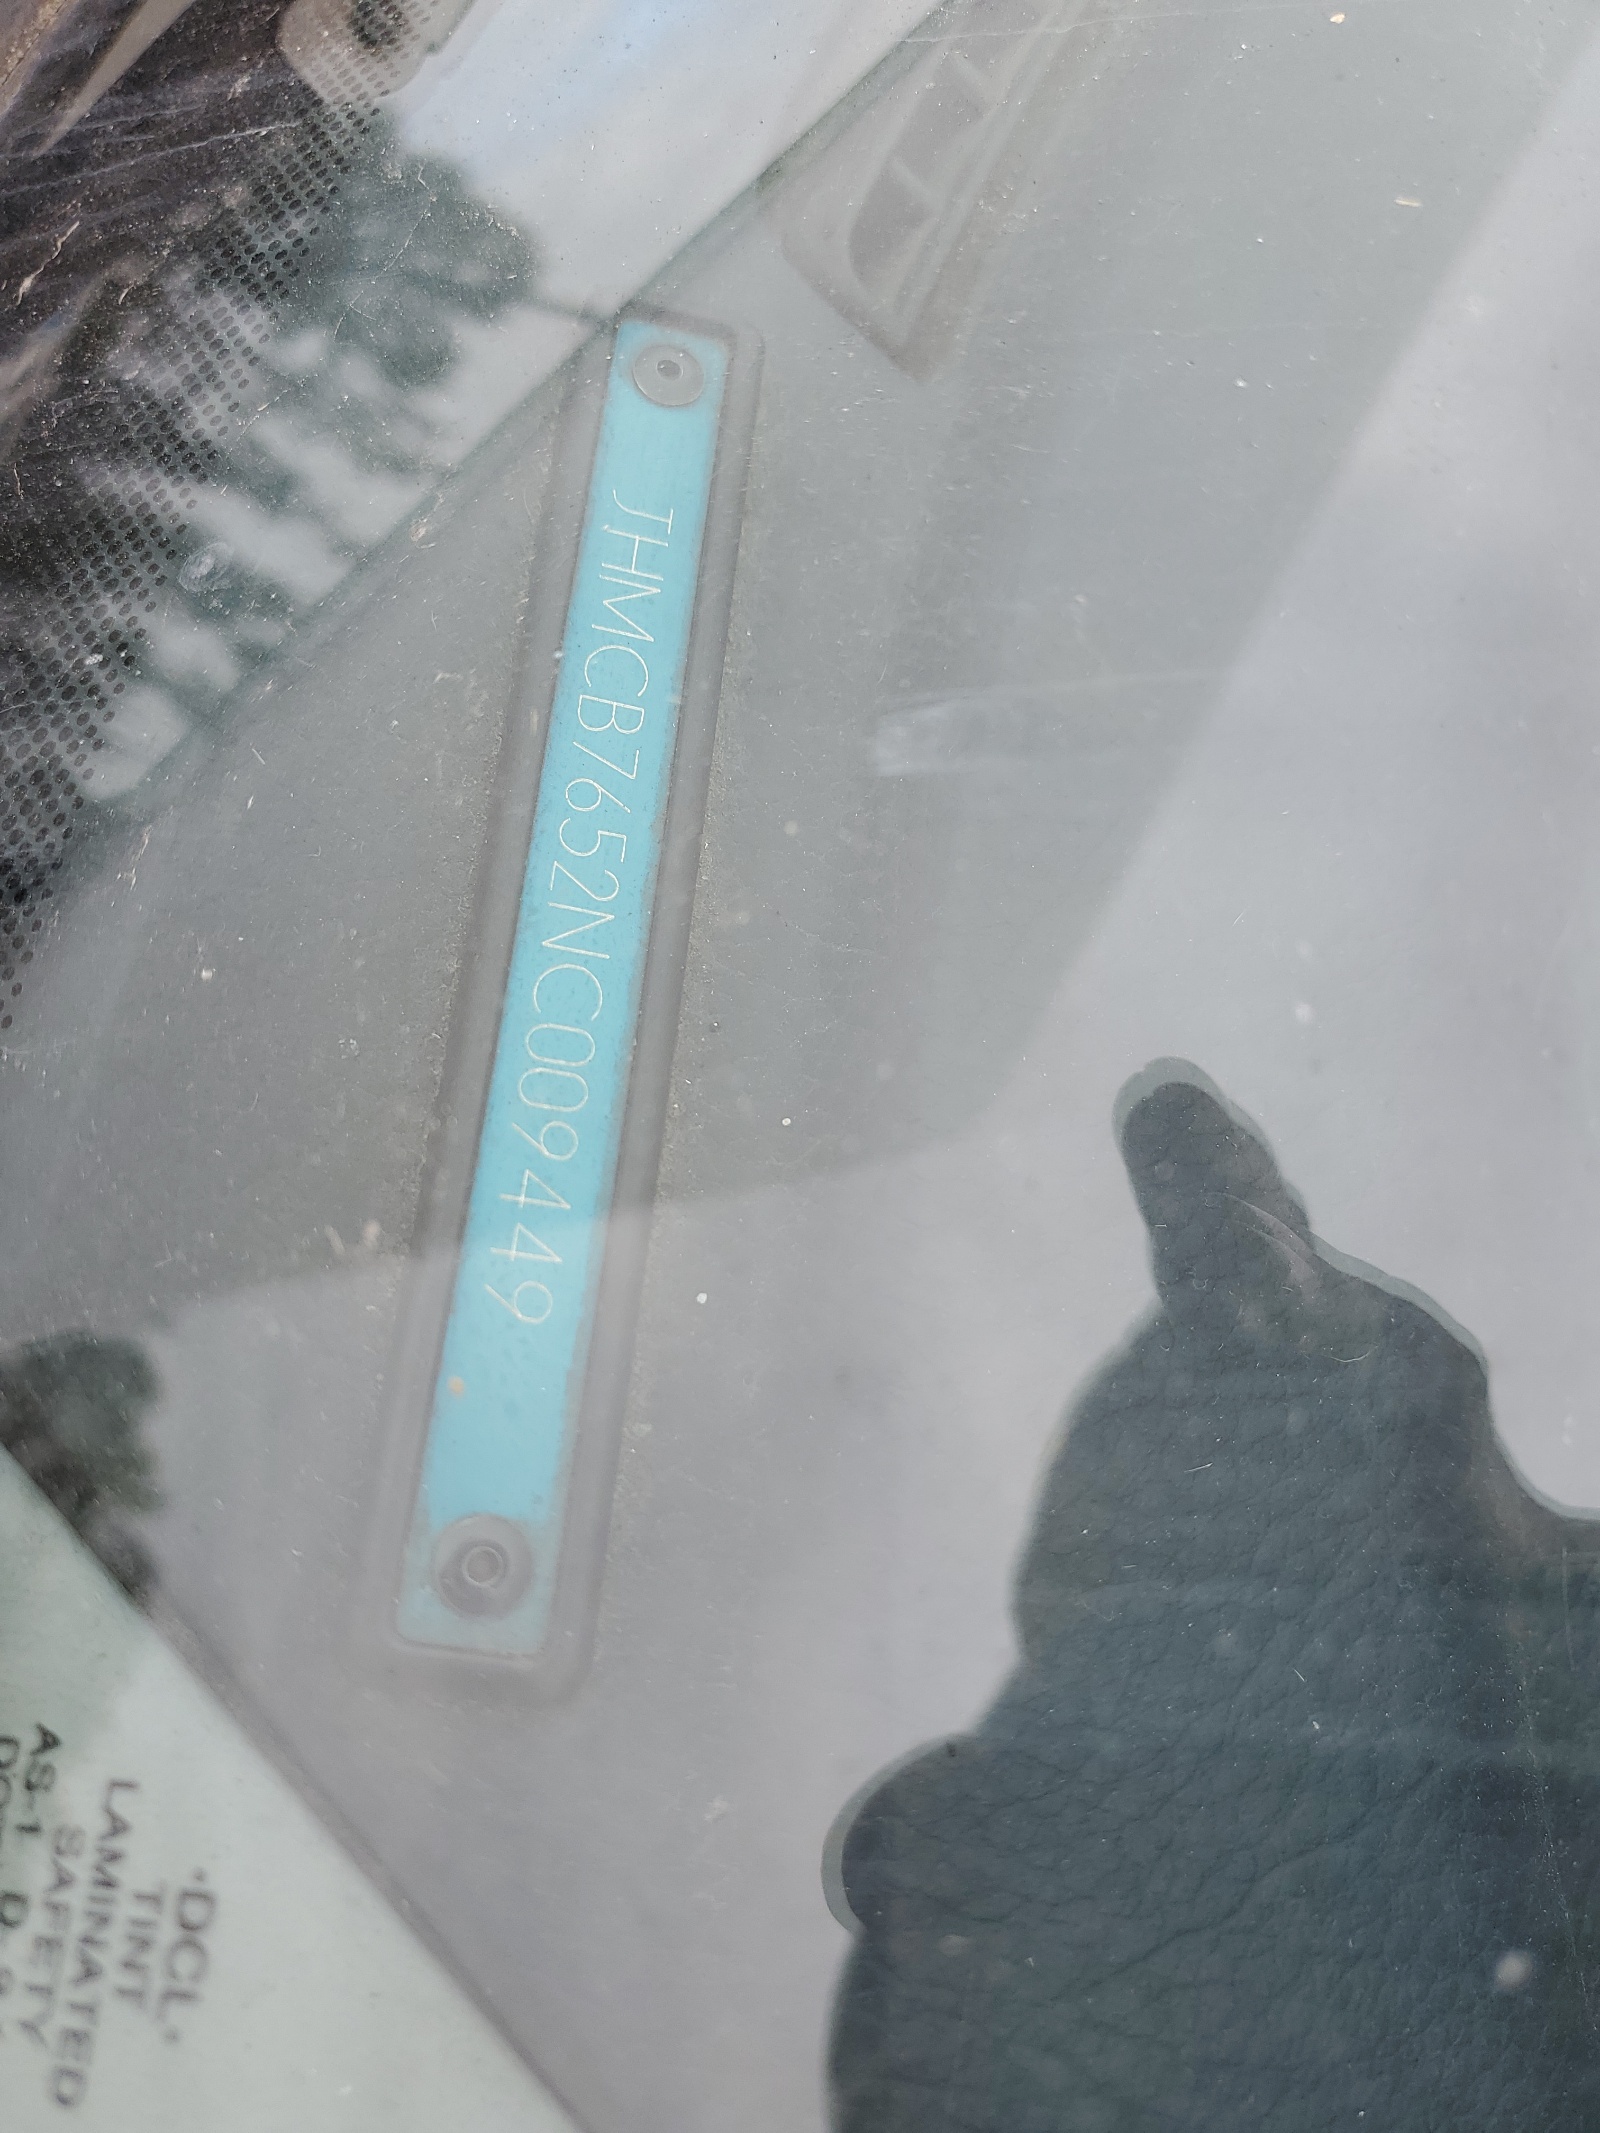 JHMCB7652NC009449
"DCL"
TINT
LAMINATED
SAFETY
AS-1